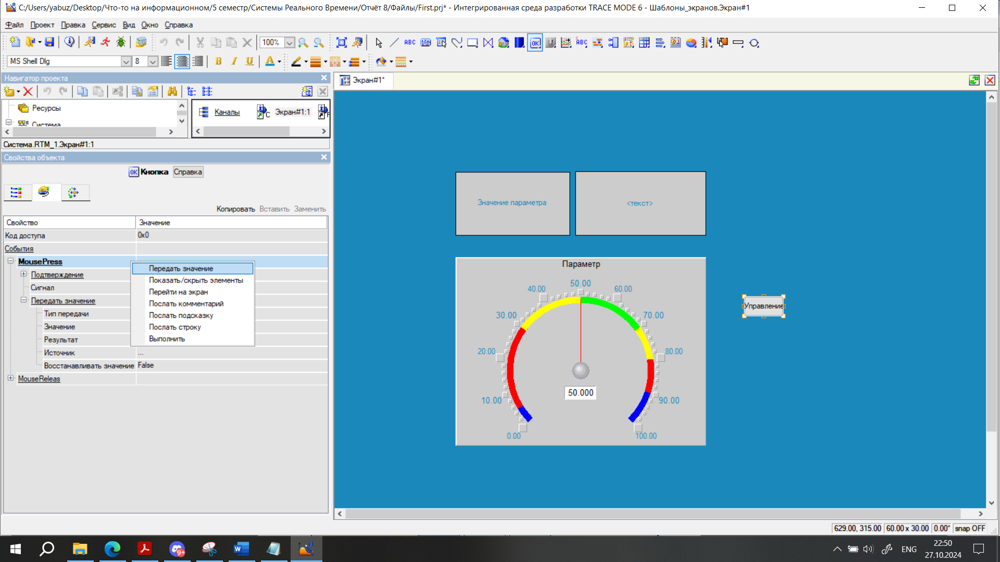 C:/Users/yabuz/Desktop/Что-то на информационном/5 семестр/Системы Реального Времени/Отчёт 8/Файлы/First.prj* - Интегрированная среда разработки TRACE MODE 6 - Шаблоны_экранов.Экран#1
Файл Проект Правка Сервис Вид Окно Справка
100%
ABC
OK
ABC
MS Shell Dlg 8 B I U A
Навигатор проекта
Ресурсы
Система
Каналы
C
Экран#1:1
Система.RTM_1.Экран#1:1
Свойства объекта
OK Кнопка Справка
Копировать Вставить Заменить
Свойство Значение
Код доступа 0x0
События
MousePress
Подтверждение
Сигнал
Передать значение
Тип передачи
Значение
Результат
Источник ...
Восстанавливать значение False
MouseReleas
Передать значение
Показать/скрыть элементы
Перейти на экран
Послать комментарий
Послать подсказку
Послать строку
Выполнить
Экран#1*
Значение параметра
<текст>
Параметр
0.00
10.00
20.00
30.00
40.00
50.00
60.00
70.00
80.00
90.00
100.00
50.000
Управление
629.00, 315.00 60.00 x 30.00 0.00° snap OFF
9+
ENG
22:50
27.10.2024